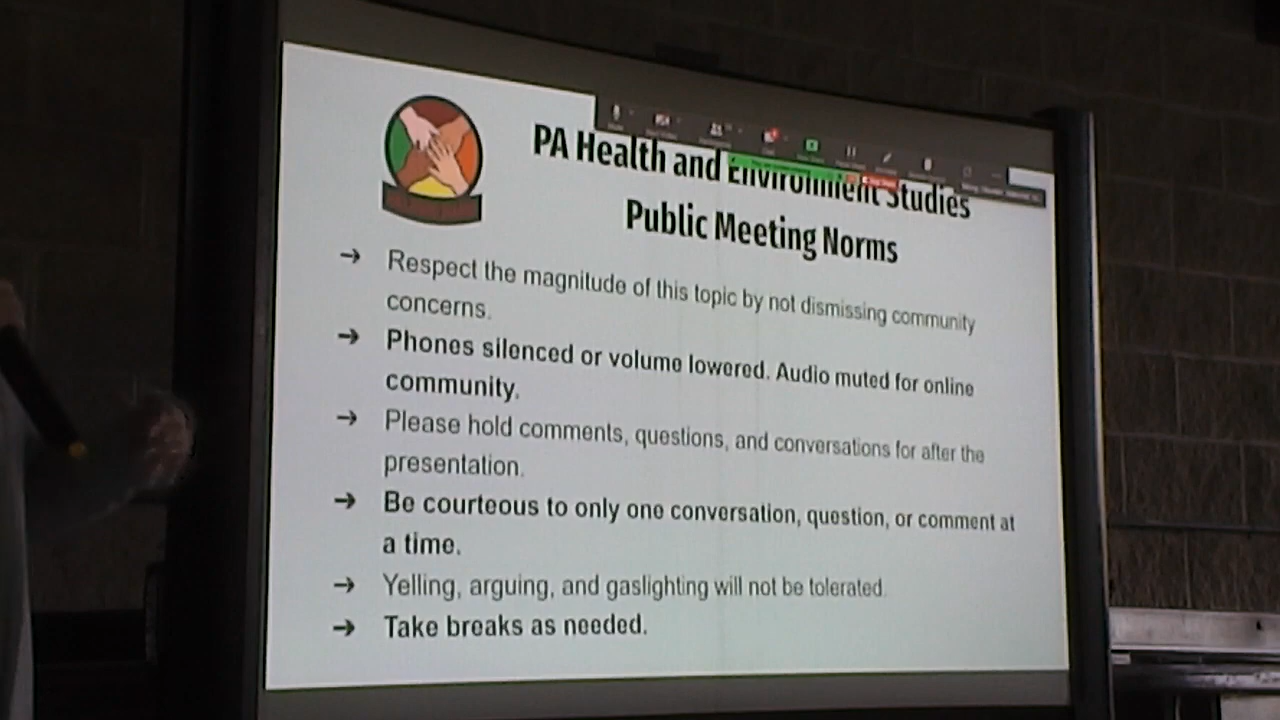 PA Health and Environment Studies
Public Meeting Norms
→ Respect the magnitude of this topic by not dismissing community
concerns.
→ Phones silenced or volume lowered. Audio muted for online
community.
→ Please hold comments, questions, and conversations for after the
presentation.
→ Be courteous to only one conversation, question, or comment at
a time.
→ Yelling, arguing, and gaslighting will not be tolerated.
→ Take breaks as needed.